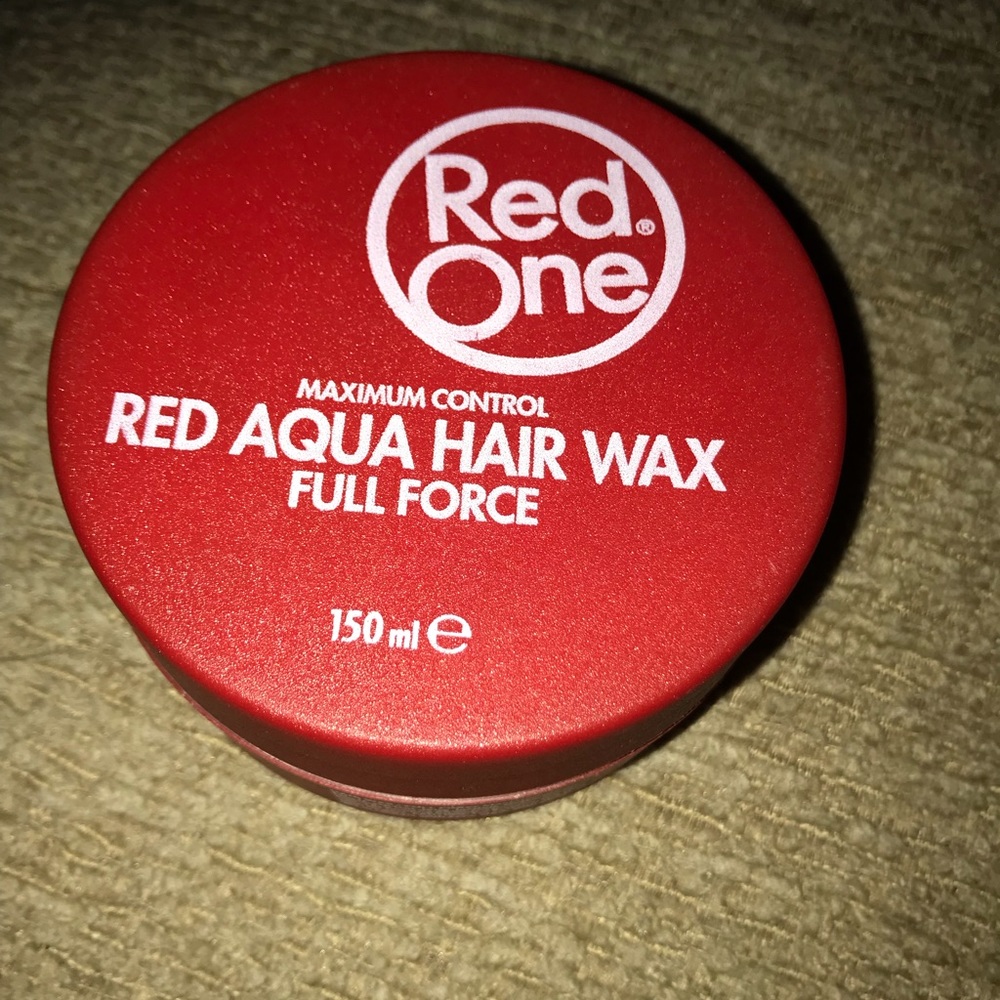 Red®
One
MAXIMUM CONTROL
RED AQUA HAIR WAX
FULL FORCE
150 ml ℮